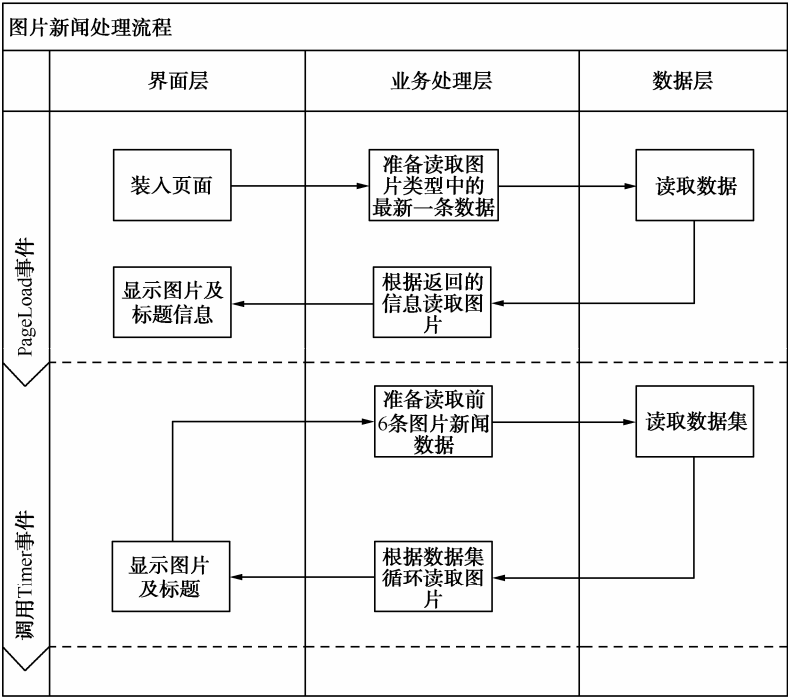 图片新闻处理流程
界面层
业务处理层
数据层
PageLoad事件
装入页面
准备读取图
片类型中的
最新一条数据
读取数据
显示图片及
标题信息
根据返回的
信息读取图
片
调用Timer事件
准备读取前
6条图片新闻
数据
读取数据集
显示图片
及标题
根据数据集
循环读取图
片